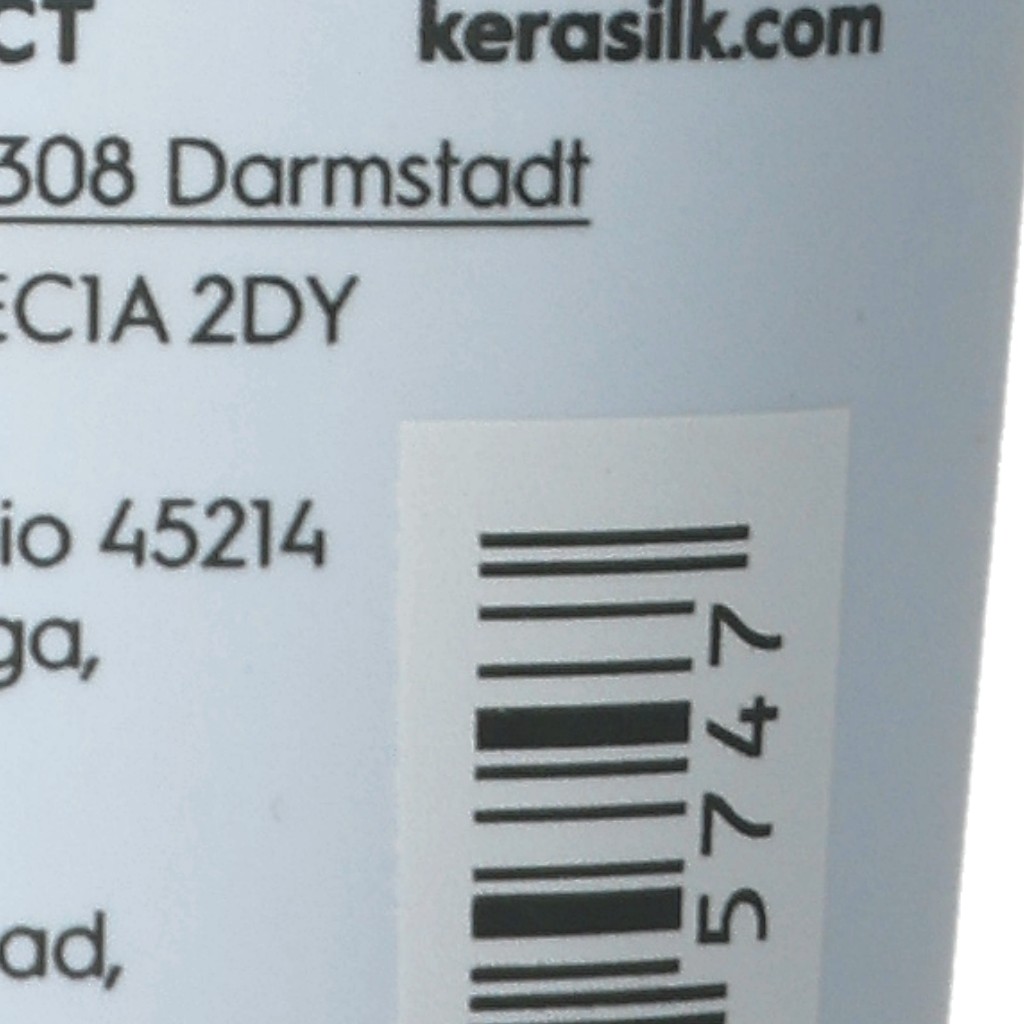 CT kerasilk.com
308 Darmstadt
EC1A 2DY
io 45214
ga,
ad,
5747